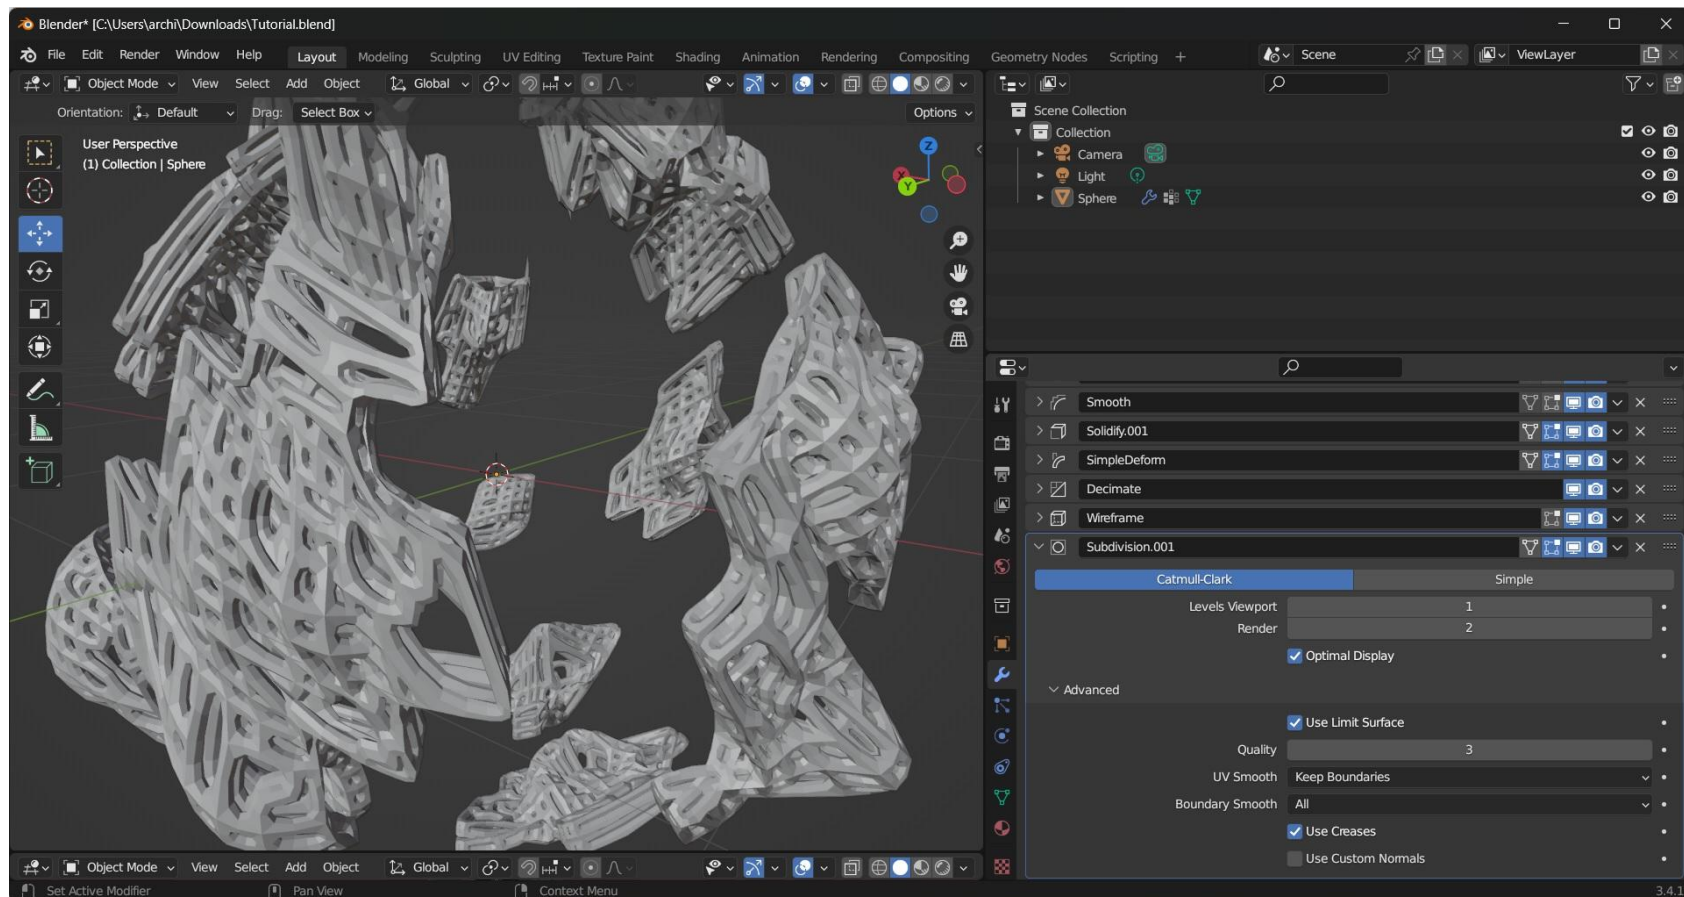 Blender* [C:\Users\archi\Downloads\Tutorial.blend]
File Edit Render Window Help Layout Modeling Sculpting UV Editing Texture Paint Shading Animation Rendering Compositing Geometry Nodes Scripting + Scene ViewLayer
Object Mode View Select Add Object Global
Orientation: Default Drag: Select Box Options
User Perspective
(1) Collection | Sphere
Z
X
Y
Scene Collection
Collection
Camera
Light
Sphere
Smooth
Solidify.001
SimpleDeform
Decimate
Wireframe
Subdivision.001
Catmull-Clark Simple
Levels Viewport 1
Render 2
Optimal Display
Advanced
Use Limit Surface
Quality 3
UV Smooth Keep Boundaries
Boundary Smooth All
Use Creases
Use Custom Normals
Object Mode View Select Add Object Global
Set Active Modifier Pan View Context Menu 3.4.1